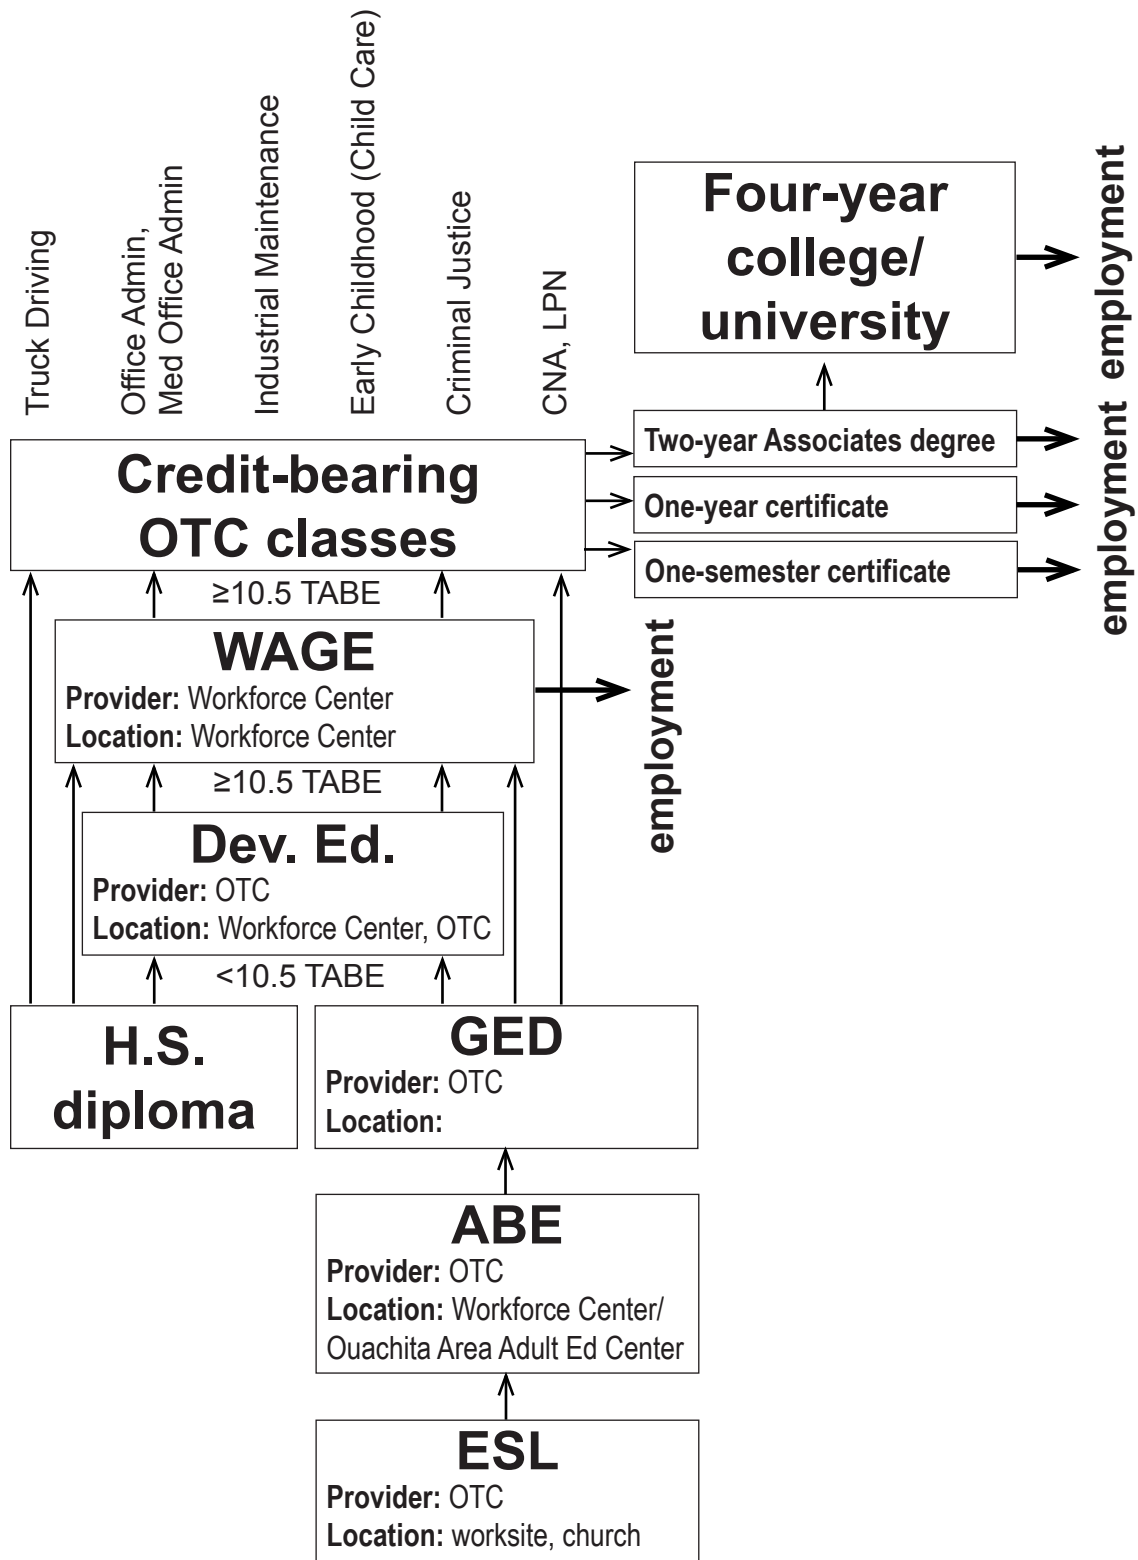 Truck Driving
Office Admin,
Med Office Admin
Industrial Maintenance
Early Childhood (Child Care)
Criminal Justice
CNA, LPN
Four-year
college/
university
employment
Credit-bearing
OTC classes
Two-year Associates degree
One-year certificate
One-semester certificate
employment
≥10.5 TABE
WAGE
Provider: Workforce Center
Location: Workforce Center
employment
≥10.5 TABE
Dev. Ed.
Provider: OTC
Location: Workforce Center, OTC
<10.5 TABE
H.S.
diploma
GED
Provider: OTC
Location:
ABE
Provider: OTC
Location: Workforce Center/
Ouachita Area Adult Ed Center
ESL
Provider: OTC
Location: worksite, church